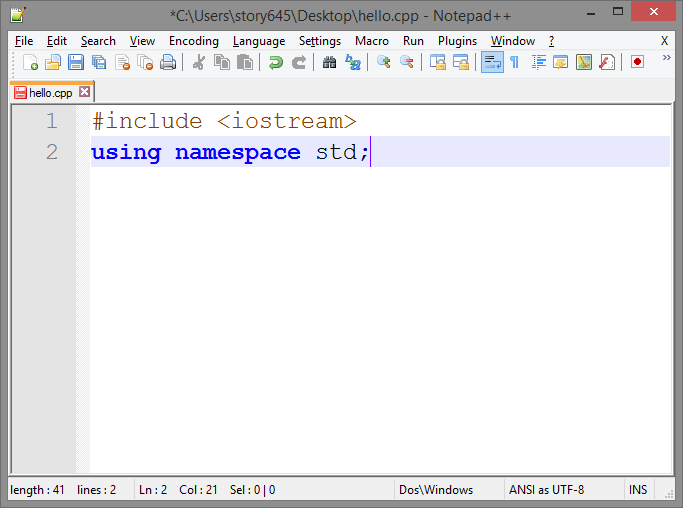 *C:\Users\story645\Desktop\hello.cpp - Notepad++
File Edit Search View Encoding Language Settings Macro Run Plugins Window ? X
hello.cpp
1 #include <iostream>
2 using namespace std;
length : 41 lines : 2 Ln : 2 Col : 21 Sel : 0 | 0 Dos\Windows ANSI as UTF-8 INS